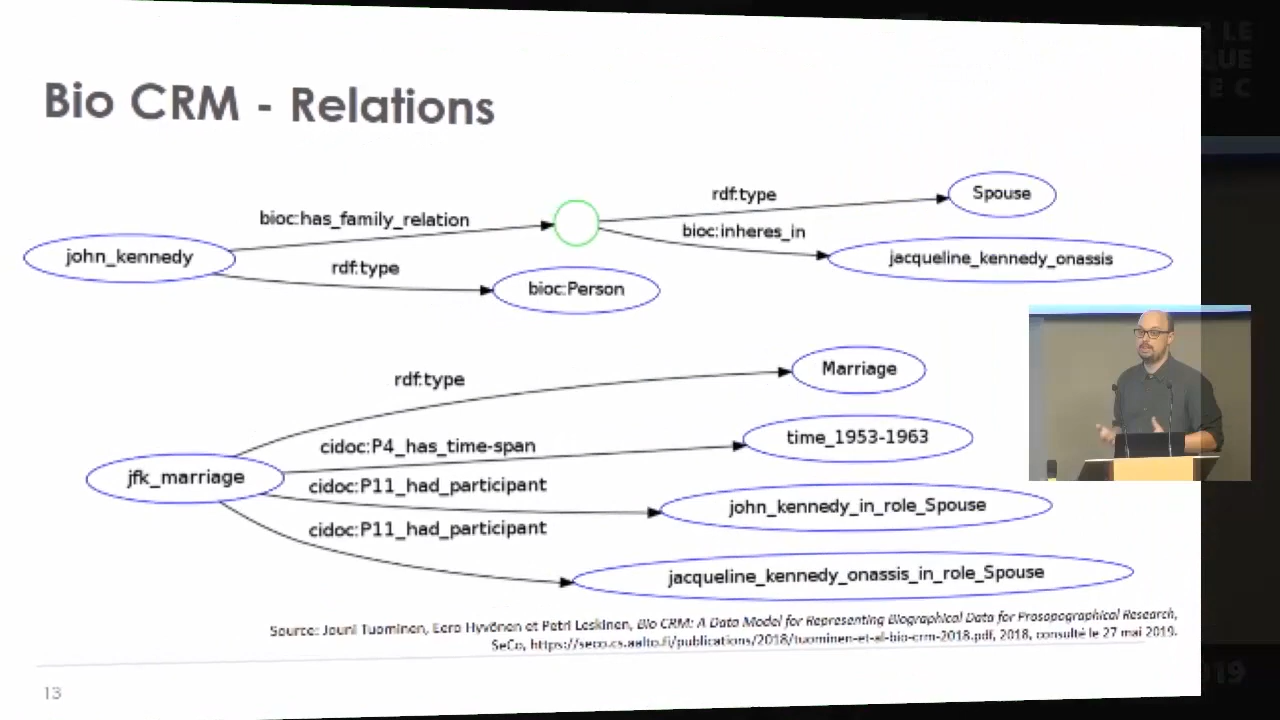 Bio CRM - Relations
rdf:type
Spouse
bioc:has_family_relation
bioc:inheres_in
john_kennedy
jacqueline_kennedy_onassis
rdf:type
bioc:Person
rdf:type
Marriage
cidoc:P4_has_time-span
time_1953-1963
jfk_marriage
cidoc:P11_had_participant
john_kennedy_in_role_Spouse
cidoc:P11_had_participant
jacqueline_kennedy_onassis_in_role_Spouse
Source: Jouni Tuominen, Eero Hyvönen et Petri Leskinen, Bio CRM: A Data Model for Representing Biographical Data for Prosopographical Research,
SeCo, https://seco.cs.aalto.fi/publications/2018/tuominen-et-al-bio-crm-2018.pdf, 2018, consulté le 27 mai 2019.
13